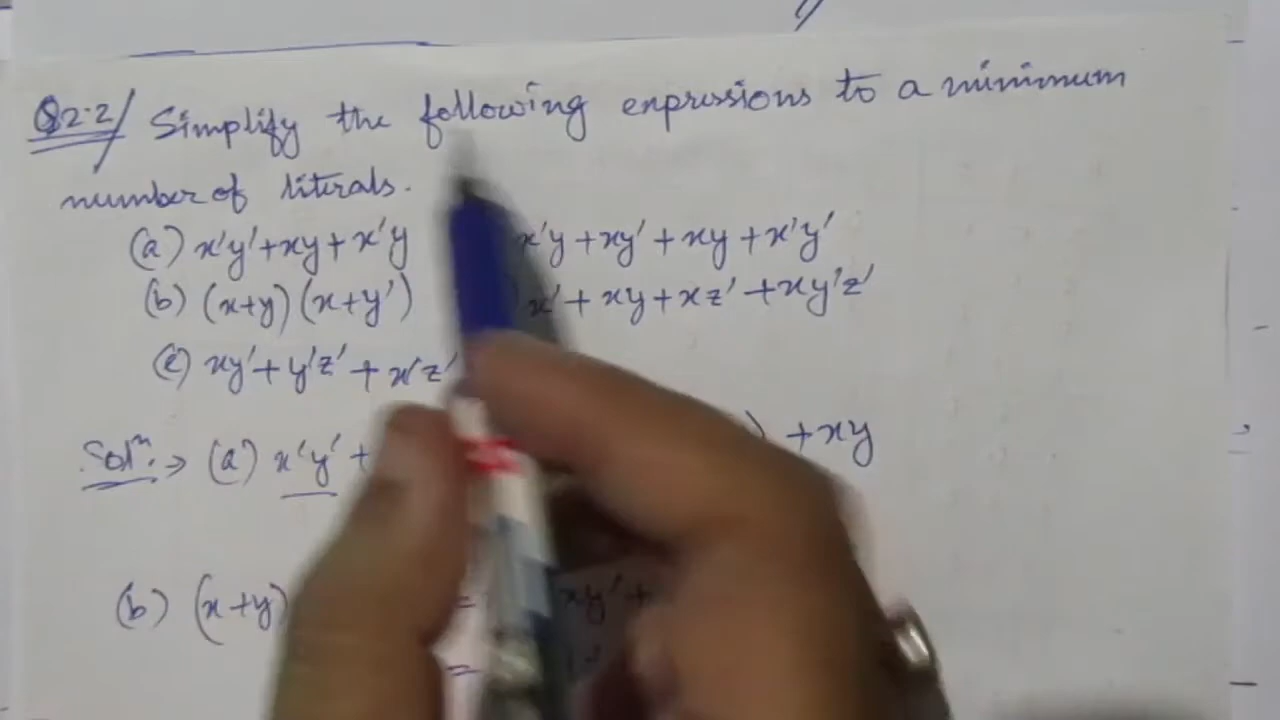 Q2.2/ Simplify the following expressions to a minimum
number of literals.
(a) x'y' + xy + x'y x'y + xy' + xy + x'y'
(b) (x+y)(x+y') x' + xy + xz' + xy'z'
(c) xy' + y'z' + x'z'
Solⁿ. → (a) x'y' + ) + xy
(b) (x+y) = xy' +
=